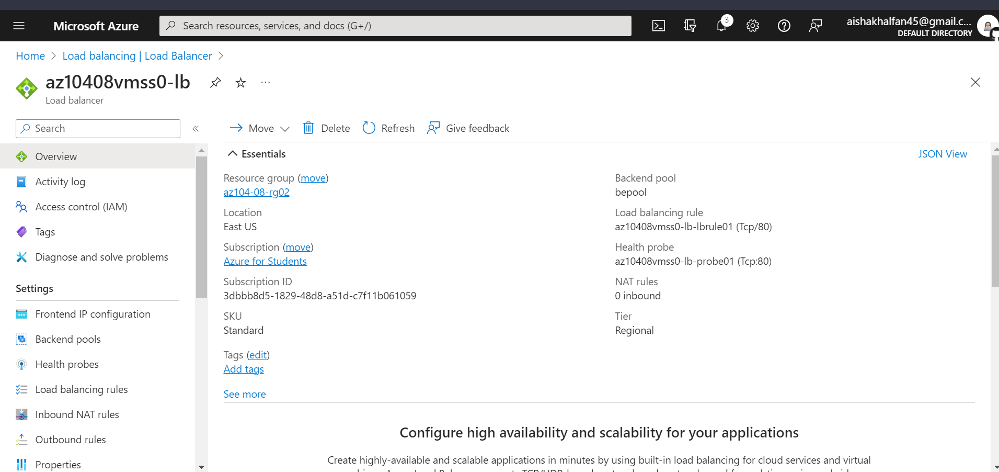 Microsoft Azure
Search resources, services, and docs (G+/)
3
aishakhalfan45@gmail.c...
DEFAULT DIRECTORY
Home > Load balancing | Load Balancer >
az10408vmss0-lb
Load balancer
Search
Move
Delete
Refresh
Give feedback
Overview
Activity log
Access control (IAM)
Tags
Diagnose and solve problems
Settings
Frontend IP configuration
Backend pools
Health probes
Load balancing rules
Inbound NAT rules
Outbound rules
Properties
Essentials
JSON View
Resource group (move)
az104-08-rg02
Location
East US
Subscription (move)
Azure for Students
Subscription ID
3dbbb8d5-1829-48d8-a51d-c7f11b061059
SKU
Standard
Tags (edit)
Add tags
See more
Backend pool
bepool
Load balancing rule
az10408vmss0-lb-lbrule01 (Tcp/80)
Health probe
az10408vmss0-lb-probe01 (Tcp:80)
NAT rules
0 inbound
Tier
Regional
Configure high availability and scalability for your applications
Create highly-available and scalable applications in minutes by using built-in load balancing for cloud services and virtual